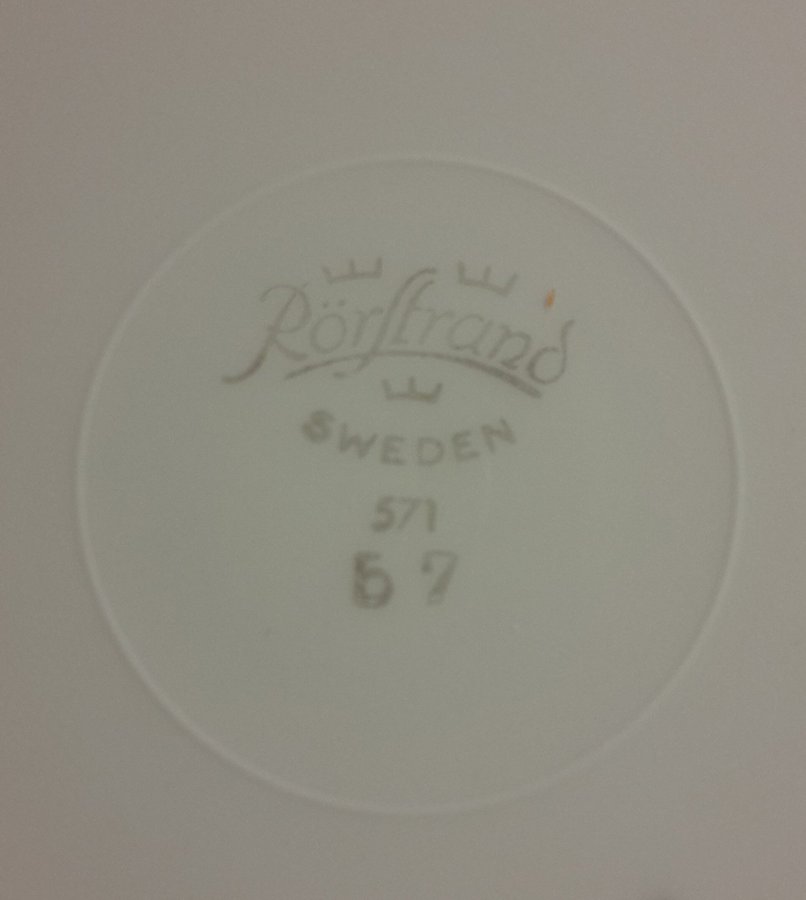 Rörstrand
SWEDEN
571
57